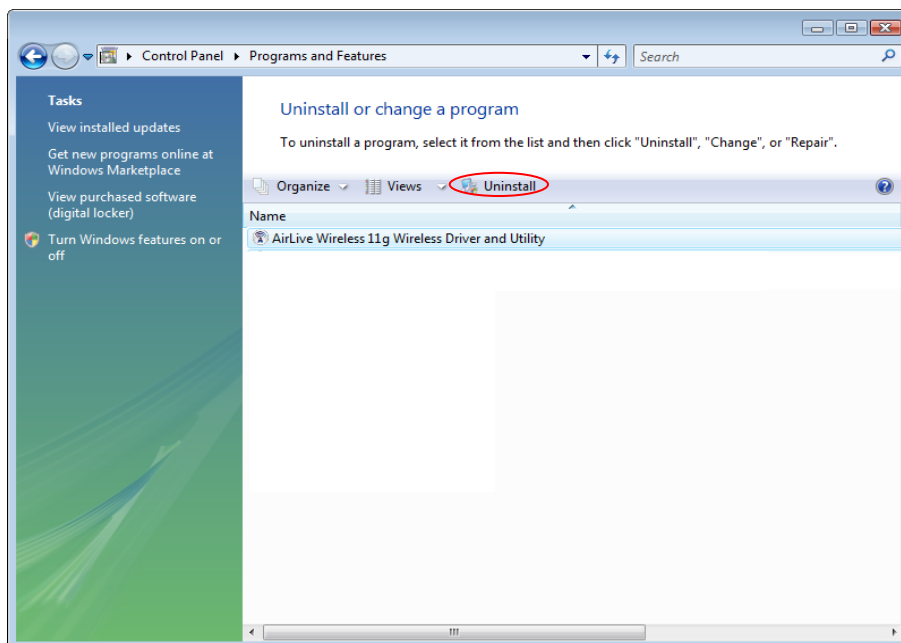 Control Panel Programs and Features
Search
Tasks
View installed updates
Get new programs online at
Windows Marketplace
View purchased software
(digital locker)
Turn Windows features on or
off
Uninstall or change a program
To uninstall a program, select it from the list and then click "Uninstall", "Change", or "Repair".
Organize Views Uninstall
Name
AirLive Wireless 11g Wireless Driver and Utility